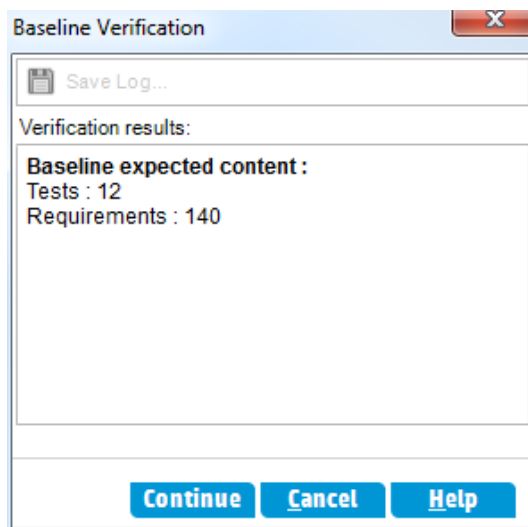 Baseline Verification
X
Save Log...
Verification results:
Baseline expected content :
Tests : 12
Requirements : 140
Continue Cancel Help